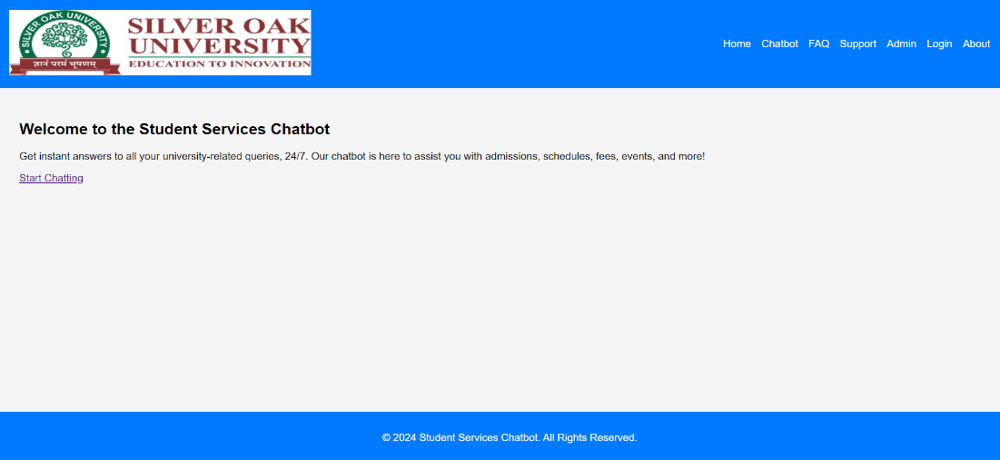 SILVER OAK UNIVERSITY
ज्ञानं परमं भूषणम्
SILVER OAK
UNIVERSITY
EDUCATION TO INNOVATION
Home Chatbot FAQ Support Admin Login About
Welcome to the Student Services Chatbot
Get instant answers to all your university-related queries, 24/7. Our chatbot is here to assist you with admissions, schedules, fees, events, and more!
Start Chatting
© 2024 Student Services Chatbot. All Rights Reserved.